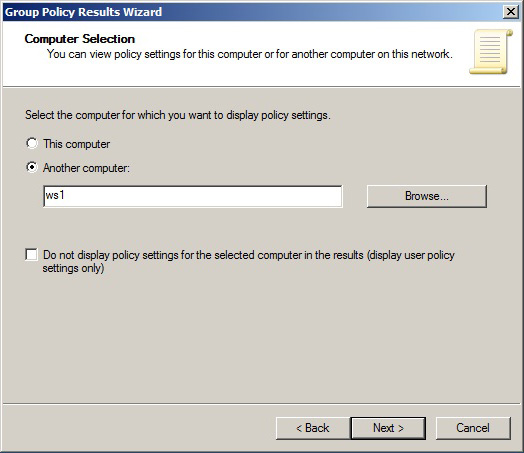 Group Policy Results Wizard
Computer Selection
You can view policy settings for this computer or for another computer on this network.
Select the computer for which you want to display policy settings.
This computer
Another computer:
ws1
Browse...
Do not display policy settings for the selected computer in the results (display user policy
settings only)
< Back
Next >
Cancel